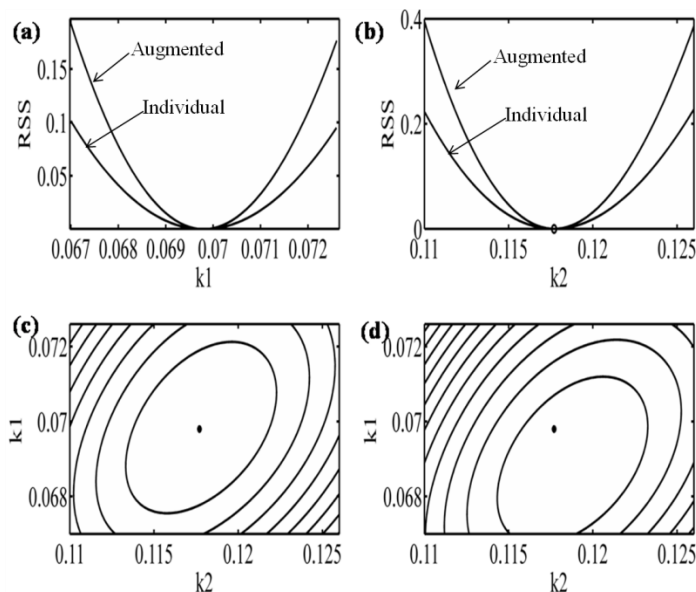 (a)
Augmented
Individual
RSS
0.15
0.1
0.05
0.067 0.068 0.069 0.07 0.071 0.072
k1
(b)
Augmented
Individual
RSS
0.4
0.2
0
0.11 0.115 0.12 0.125
k2
(c)
k1
0.072
0.07
0.068
0.11 0.115 0.12 0.125
k2
(d)
k1
0.072
0.07
0.068
0.11 0.115 0.12 0.125
k2